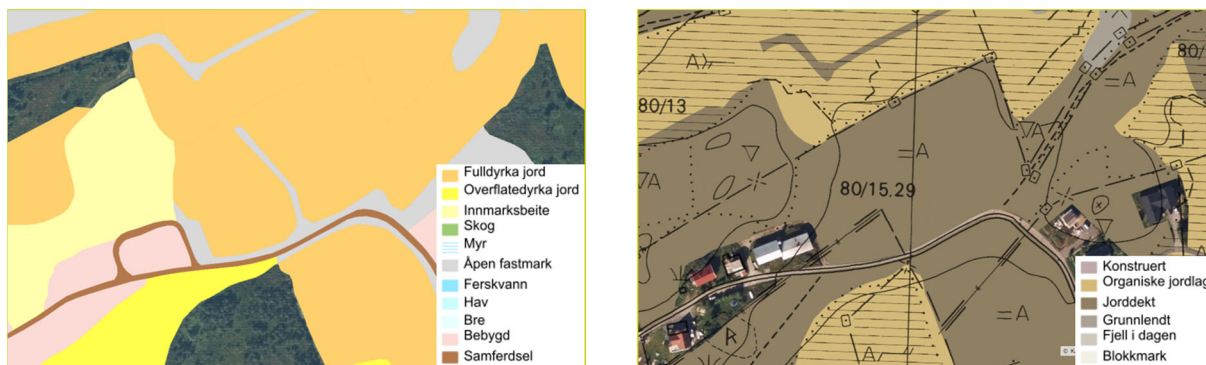 Fulldyrka jord
Overflatedyrka jord
Innmarksbeite
Skog
Myr
Åpen fastmark
Ferskvann
Hav
Bre
Bebygd
Samferdsel
80/13
80/15.29
80/
=A
=A
=A
A
R
Konstruert
Organiske jordlag
Jorddekt
Grunnlendt
Fjell i dagen
Blokkmark